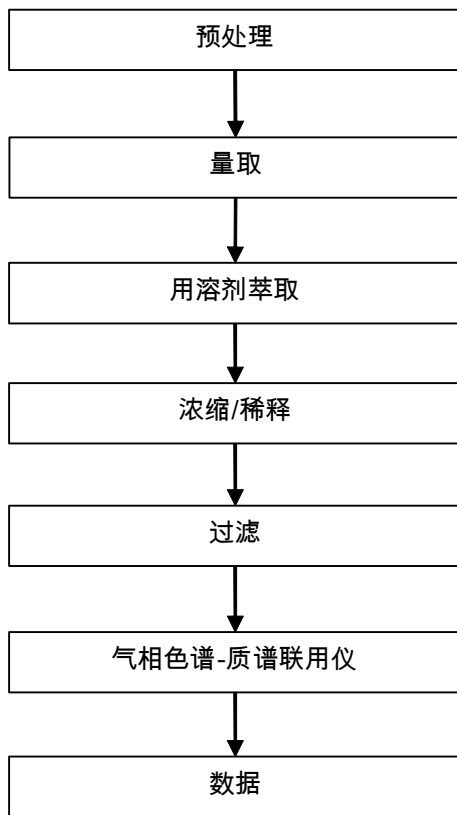 预处理
量取
用溶剂萃取
浓缩/稀释
过滤
气相色谱-质谱联用仪
数据